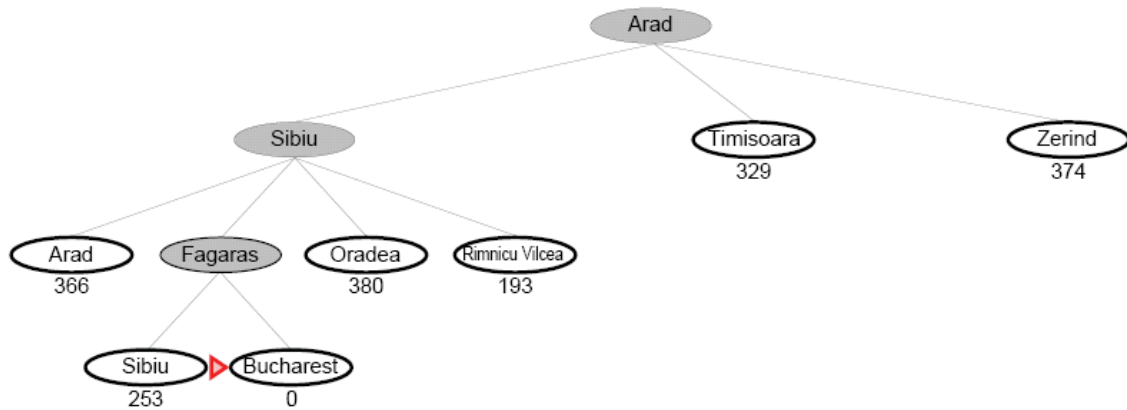 Arad
Sibiu
Timisoara
Zerind
329
374
Arad
Fagaras
Oradea
Rimnicu Vilcea
366
380
193
Sibiu
Bucharest
253
0